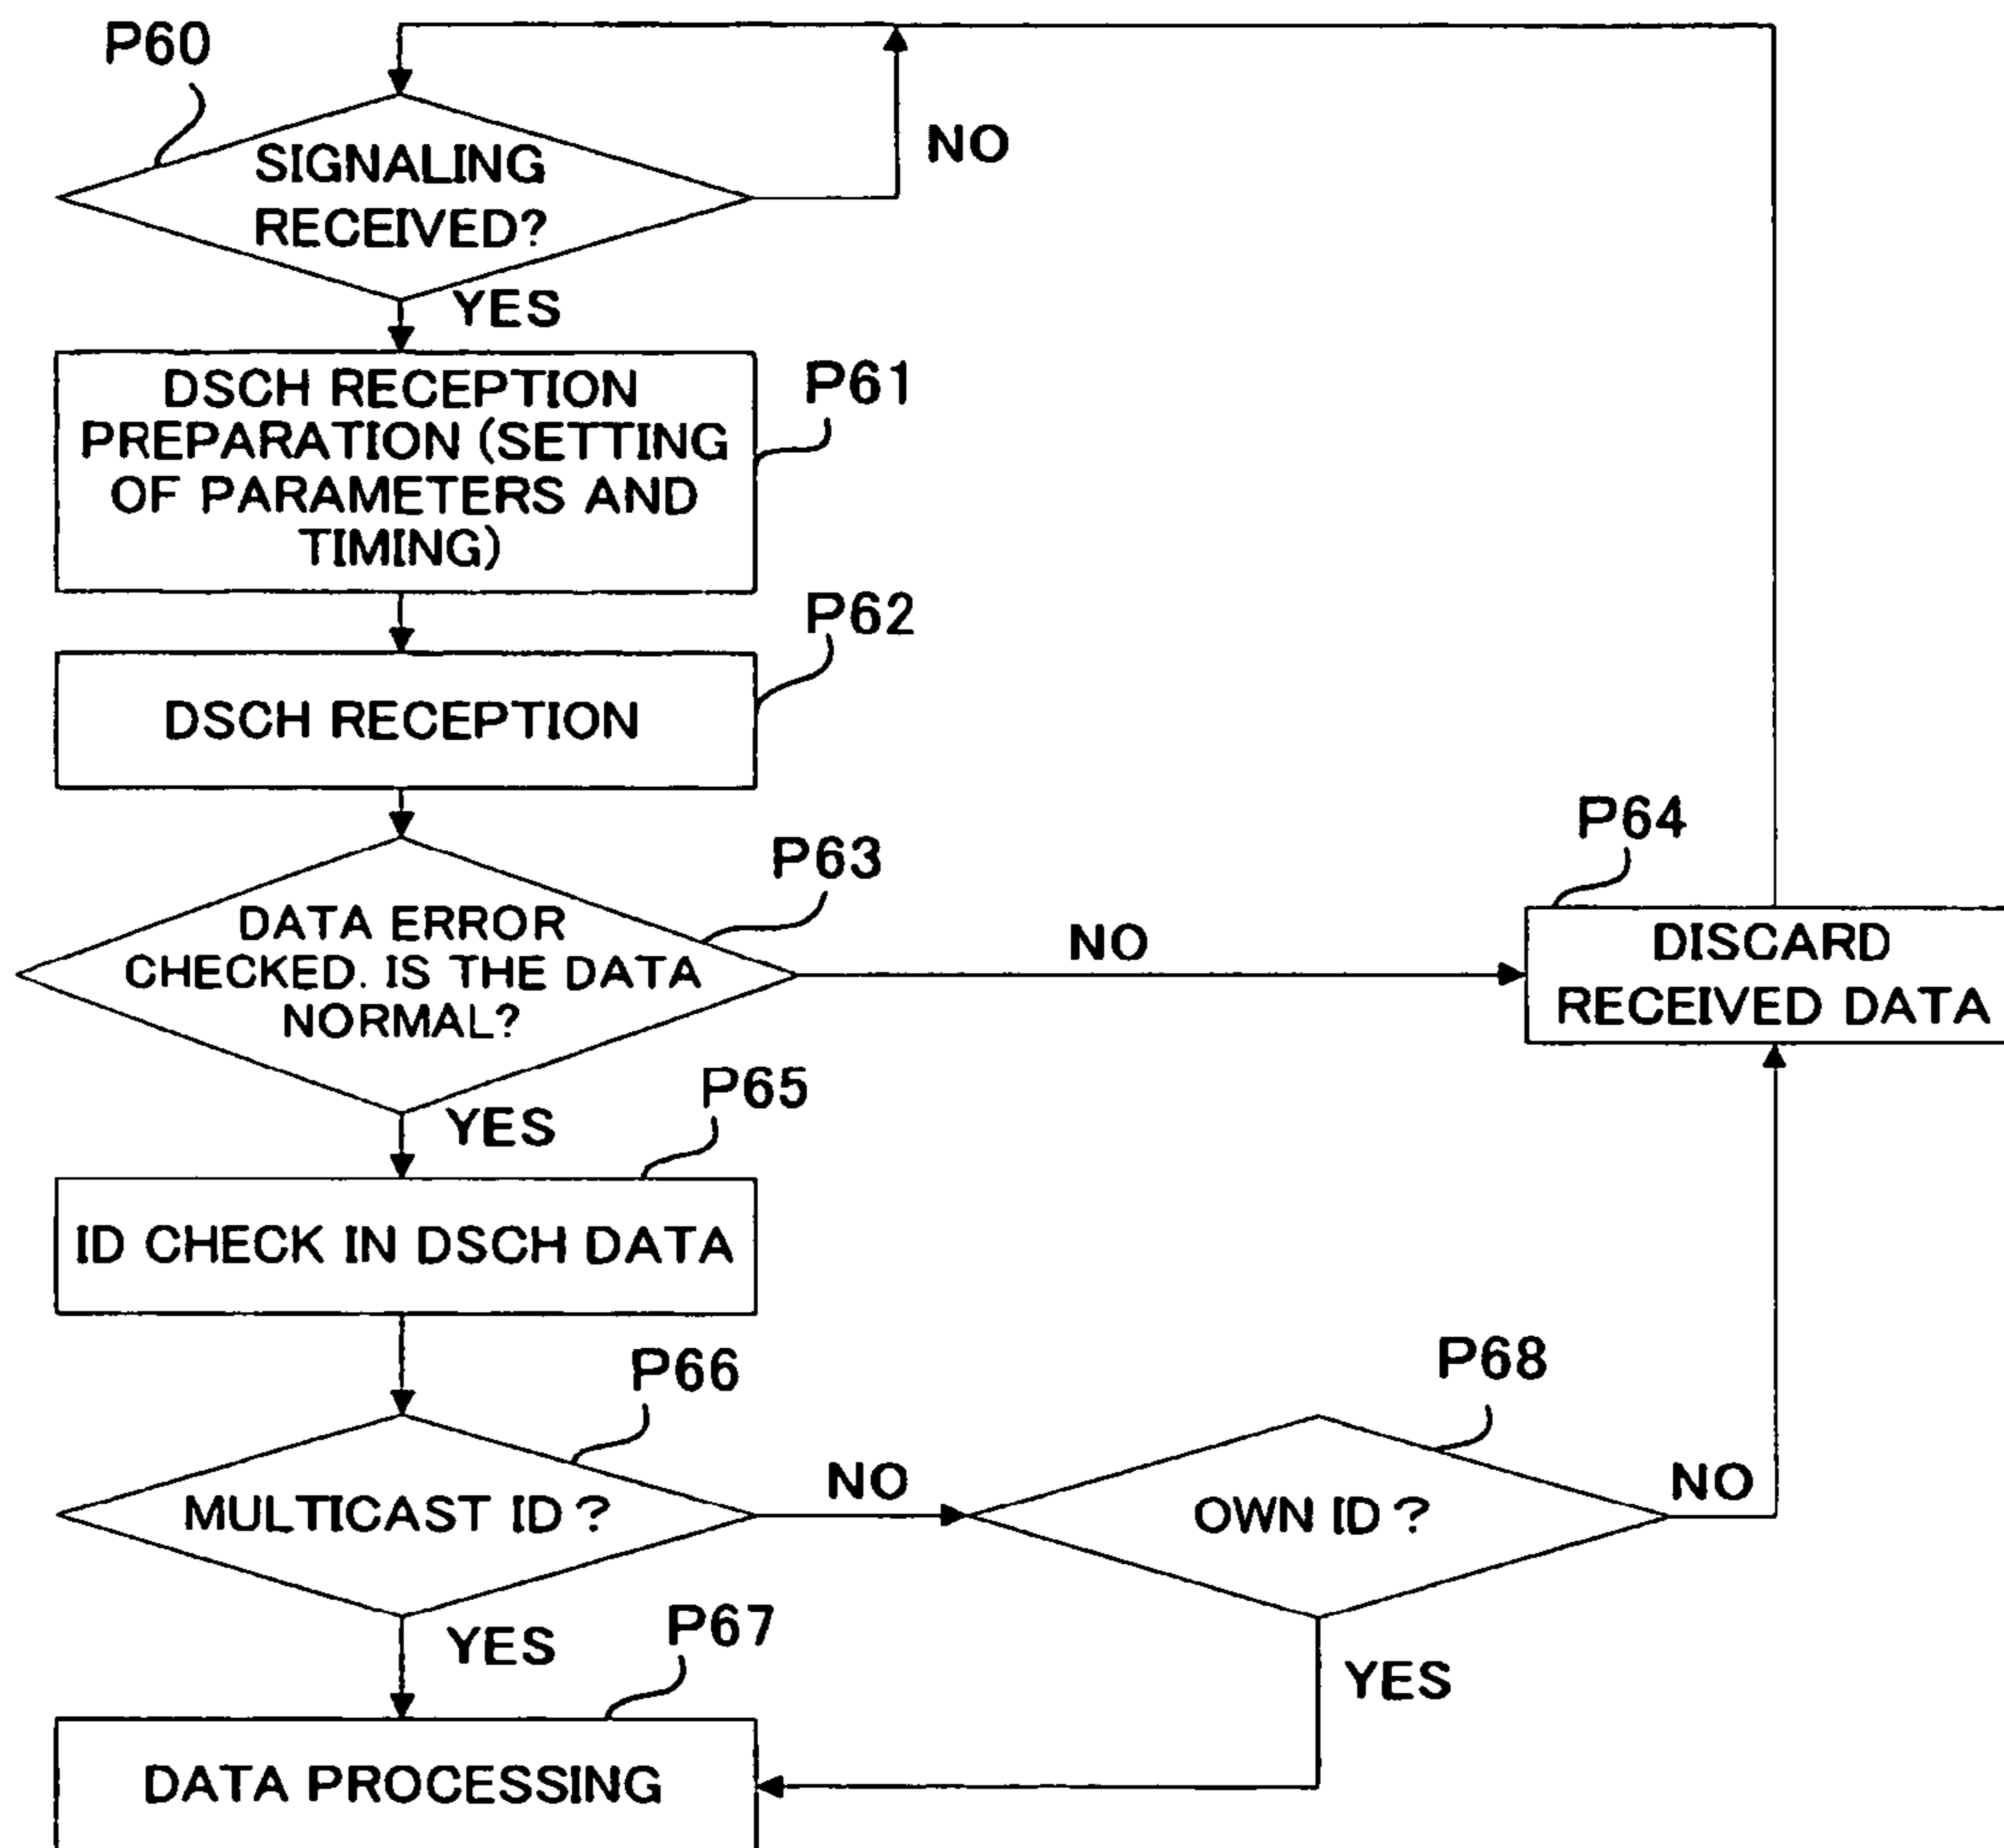 P60
SIGNALING
RECEIVED?
NO
YES
DSCH RECEPTION
PREPARATION (SETTING
OF PARAMETERS AND
TIMING)
P61
DSCH RECEPTION
P62
DATA ERROR
CHECKED. IS THE DATA
NORMAL?
P63
NO
P64
DISCARD
RECEIVED DATA
YES
P65
ID CHECK IN DSCH DATA
P66
MULTICAST ID ?
NO
P68
OWN ID ?
NO
YES
P67
YES
DATA PROCESSING